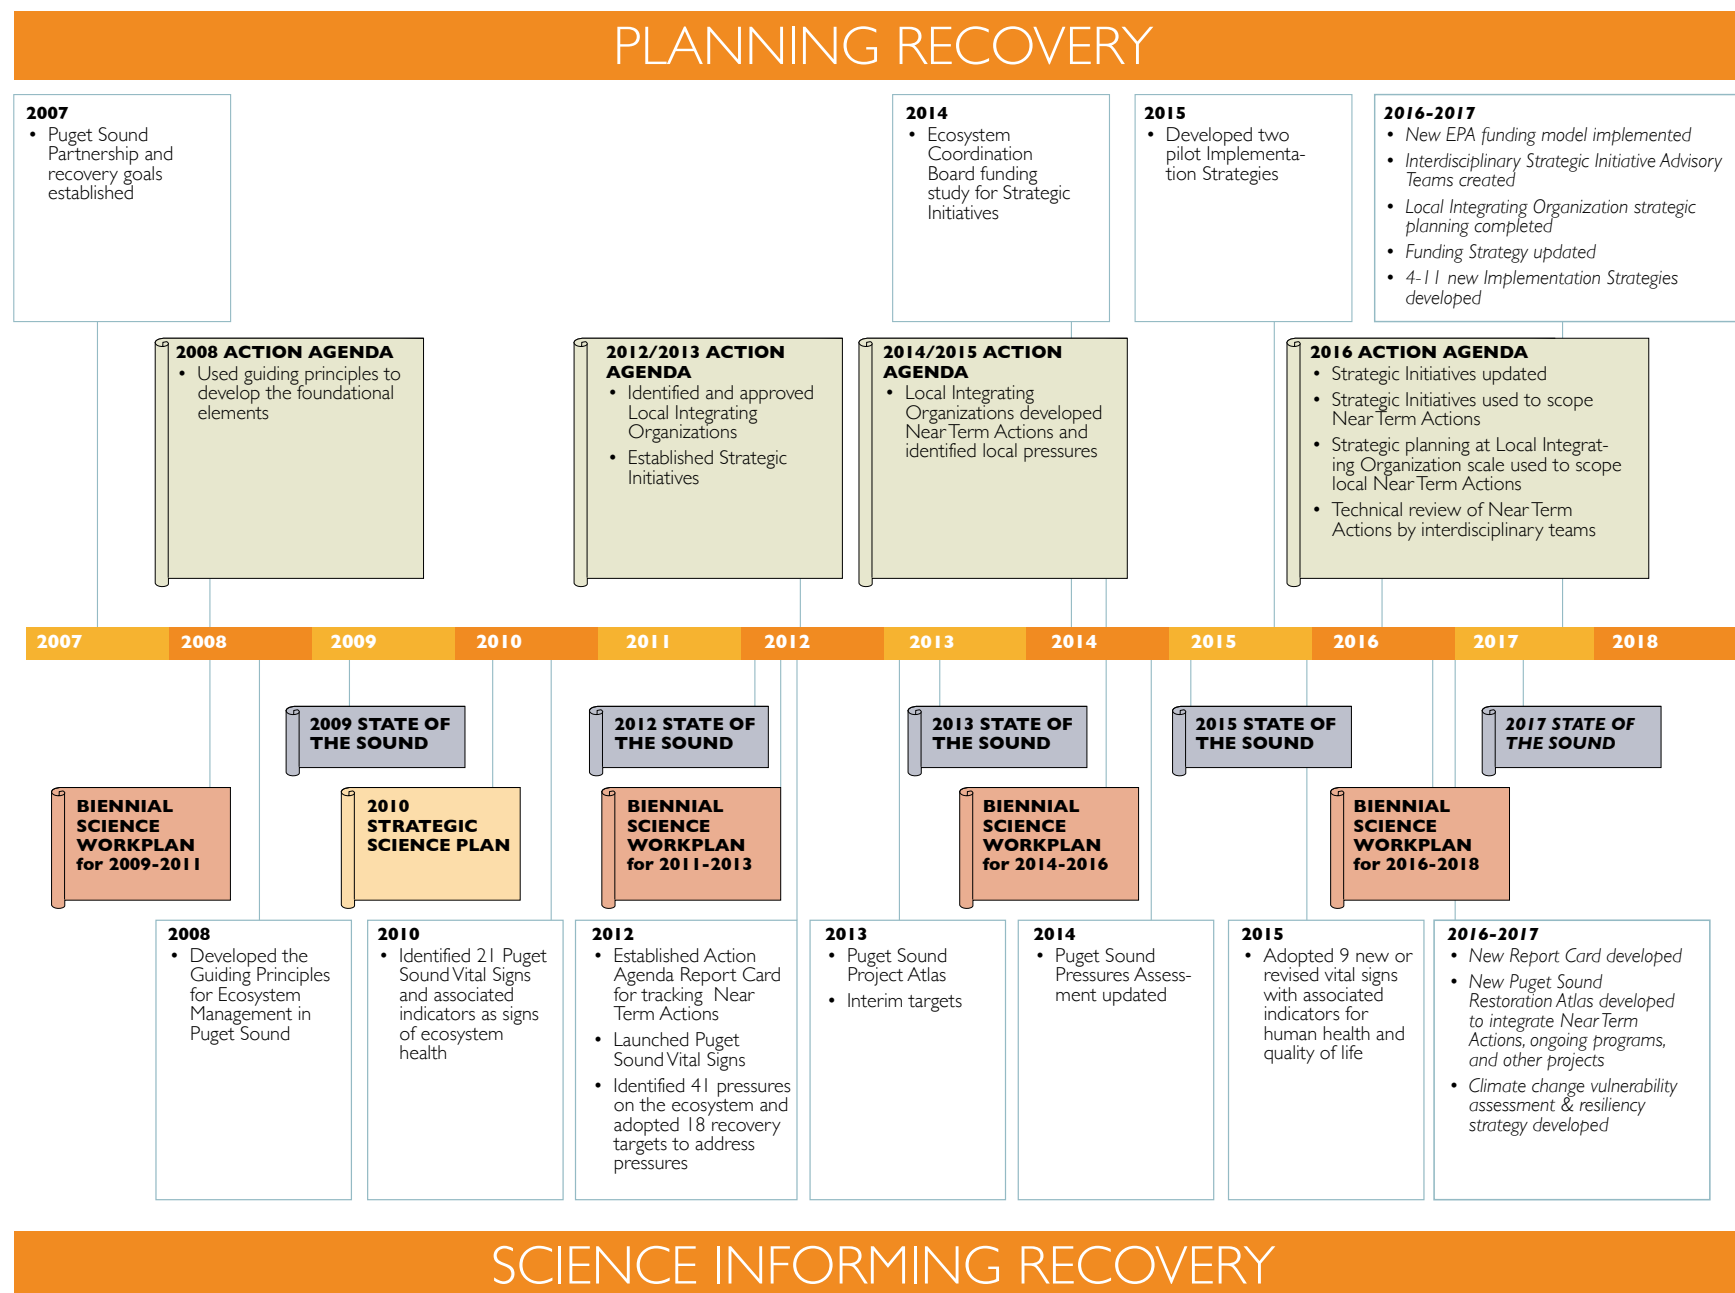 PLANNING RECOVERY
2007
• Puget Sound
Partnership and
recovery goals
established
2014
• Ecosystem
Coordination
Board funding
study for Strategic
Initiatives
2015
• Developed two
pilot Implementa-
tion Strategies
2016-2017
• New EPA funding model implemented
• Interdisciplinary Strategic Initiative Advisory
Teams created
• Local Integrating Organization strategic
planning completed
• Funding Strategy updated
• 4-11 new Implementation Strategies
developed
2008 ACTION AGENDA
• Used guiding principles to
develop the foundational
elements
2012/2013 ACTION
AGENDA
• Identified and approved
Local Integrating
Organizations
• Established Strategic
Initiatives
2014/2015 ACTION
AGENDA
• Local Integrating
Organizations developed
Near Term Actions and
identified local pressures
2016 ACTION AGENDA
• Strategic Initiatives updated
• Strategic Initiatives used to scope
Near Term Actions
• Strategic planning at Local Integrat-
ing Organization scale used to scope
local Near Term Actions
• Technical review of Near Term
Actions by interdisciplinary teams
2007 2008 2009 2010 2011 2012 2013 2014 2015 2016 2017 2018
2009 STATE OF
THE SOUND
2012 STATE OF
THE SOUND
2013 STATE OF
THE SOUND
2015 STATE OF
THE SOUND
2017 STATE OF
THE SOUND
BIENNIAL
SCIENCE
WORKPLAN
for 2009-2011
2010
STRATEGIC
SCIENCE PLAN
BIENNIAL
SCIENCE
WORKPLAN
for 2011-2013
BIENNIAL
SCIENCE
WORKPLAN
for 2014-2016
BIENNIAL
SCIENCE
WORKPLAN
for 2016-2018
2008
• Developed the
Guiding Principles
for Ecosystem
Management in
Puget Sound
2010
• Identified 21 Puget
Sound Vital Signs
and associated
indicators as signs
of ecosystem
health
2012
• Established Action
Agenda Report Card
for tracking Near
Term Actions
• Launched Puget
Sound Vital Signs
• Identified 41 pressures
on the ecosystem and
adopted 18 recovery
targets to address
pressures
2013
• Puget Sound
Project Atlas
• Interim targets
2014
• Puget Sound
Pressures Assess-
ment updated
2015
• Adopted 9 new or
revised vital signs
with associated
indicators for
human health and
quality of life
2016-2017
• New Report Card developed
• New Puget Sound
Restoration Atlas developed
to integrate Near Term
Actions, ongoing programs,
and other projects
• Climate change vulnerability
assessment & resiliency
strategy developed
SCIENCE INFORMING RECOVERY